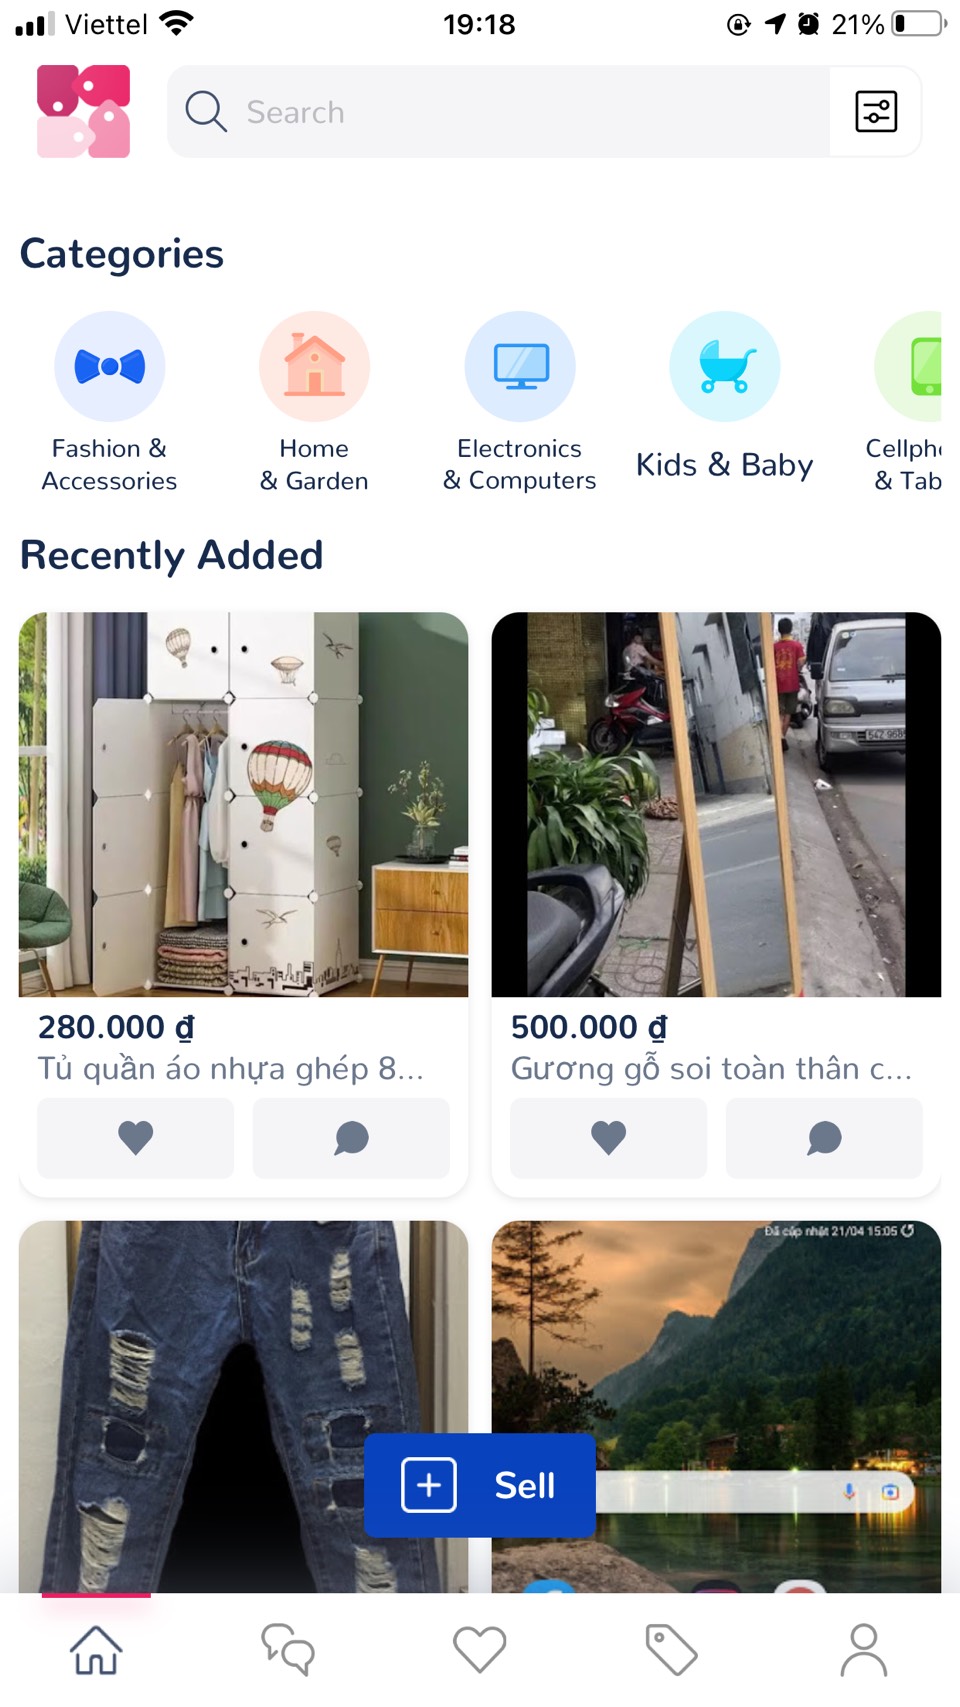 Viettel 19:18 21%
Search
Categories
Fashion &
Accessories
Home
& Garden
Electronics
& Computers
Kids & Baby
Cellph
& Tab
Recently Added
280.000 ₫
Tủ quần áo nhựa ghép 8...
500.000 ₫
Gương gỗ soi toàn thân c...
Đã cập nhật 21/04 15:05
Sell